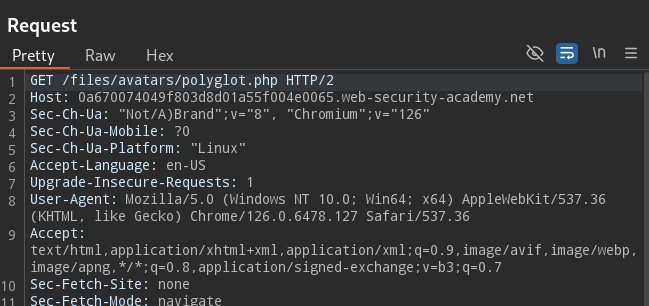 Request
Pretty Raw Hex \n
1 GET /files/avatars/polyglot.php HTTP/2
2 Host: 0a670074049f803d8d01a55f004e0065.web-security-academy.net
3 Sec-Ch-Ua: "Not/A)Brand";v="8", "Chromium";v="126"
4 Sec-Ch-Ua-Mobile: ?0
5 Sec-Ch-Ua-Platform: "Linux"
6 Accept-Language: en-US
7 Upgrade-Insecure-Requests: 1
8 User-Agent: Mozilla/5.0 (Windows NT 10.0; Win64; x64) AppleWebKit/537.36
(KHTML, like Gecko) Chrome/126.0.6478.127 Safari/537.36
9 Accept:
text/html,application/xhtml+xml,application/xml;q=0.9,image/avif,image/webp,
image/apng,*/*;q=0.8,application/signed-exchange;v=b3;q=0.7
10 Sec-Fetch-Site: none
11 Sec-Fetch-Mode: navigate